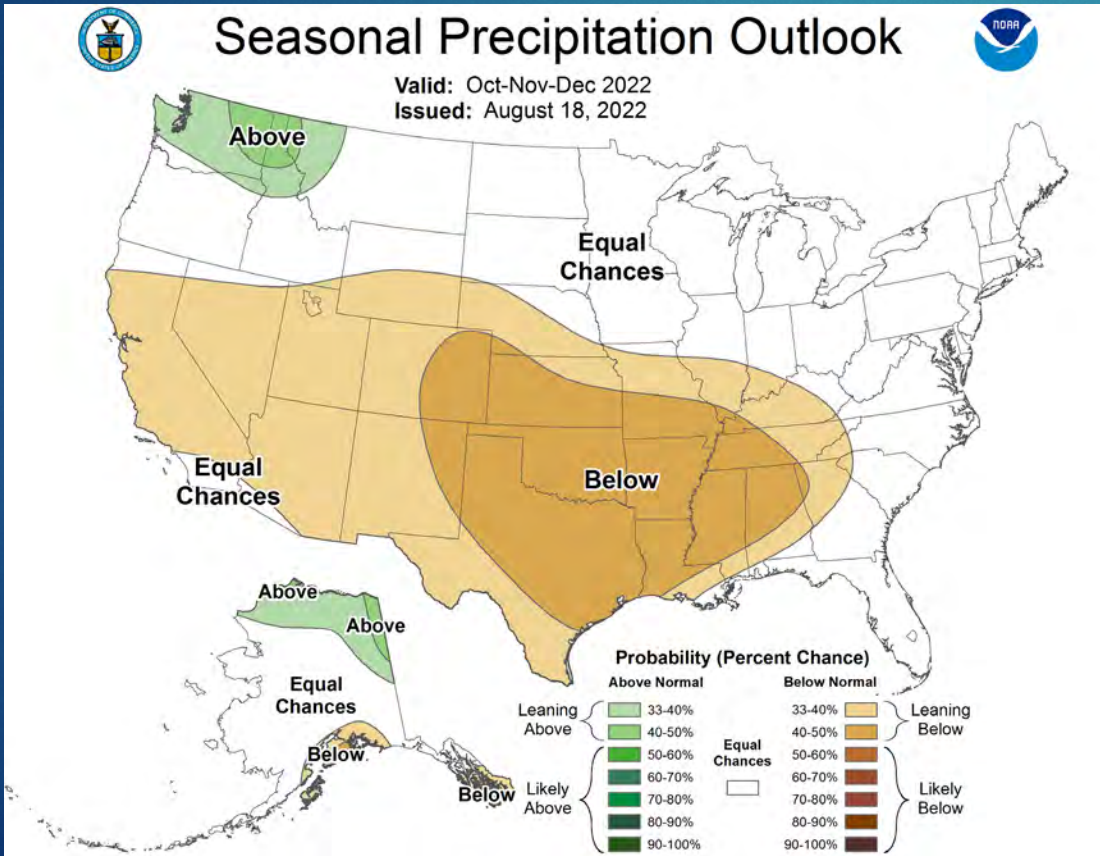 Seasonal Precipitation Outlook
NOAA
Valid: Oct-Nov-Dec 2022
Issued: August 18, 2022
Above
Equal
Chances
Equal
Chances
Below
Above
Above
Equal
Chances
Below
Below
Probability (Percent Chance)
Above Normal
Below Normal
Leaning
Above
33-40%
40-50%
Likely
Above
50-60%
60-70%
70-80%
80-90%
90-100%
Equal
Chances
33-40%
40-50%
Leaning
Below
50-60%
60-70%
70-80%
80-90%
90-100%
Likely
Below